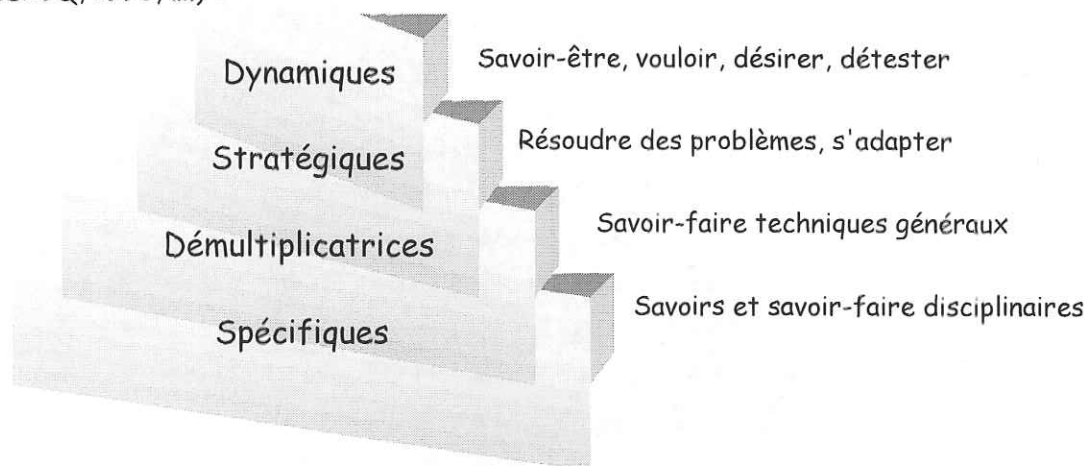 Dynamiques
Savoir-être, vouloir, désirer, détester
Stratégiques
Résoudre des problèmes, s'adapter
Démultiplicatrices
Savoir-faire techniques généraux
Spécifiques
Savoirs et savoir-faire disciplinaires